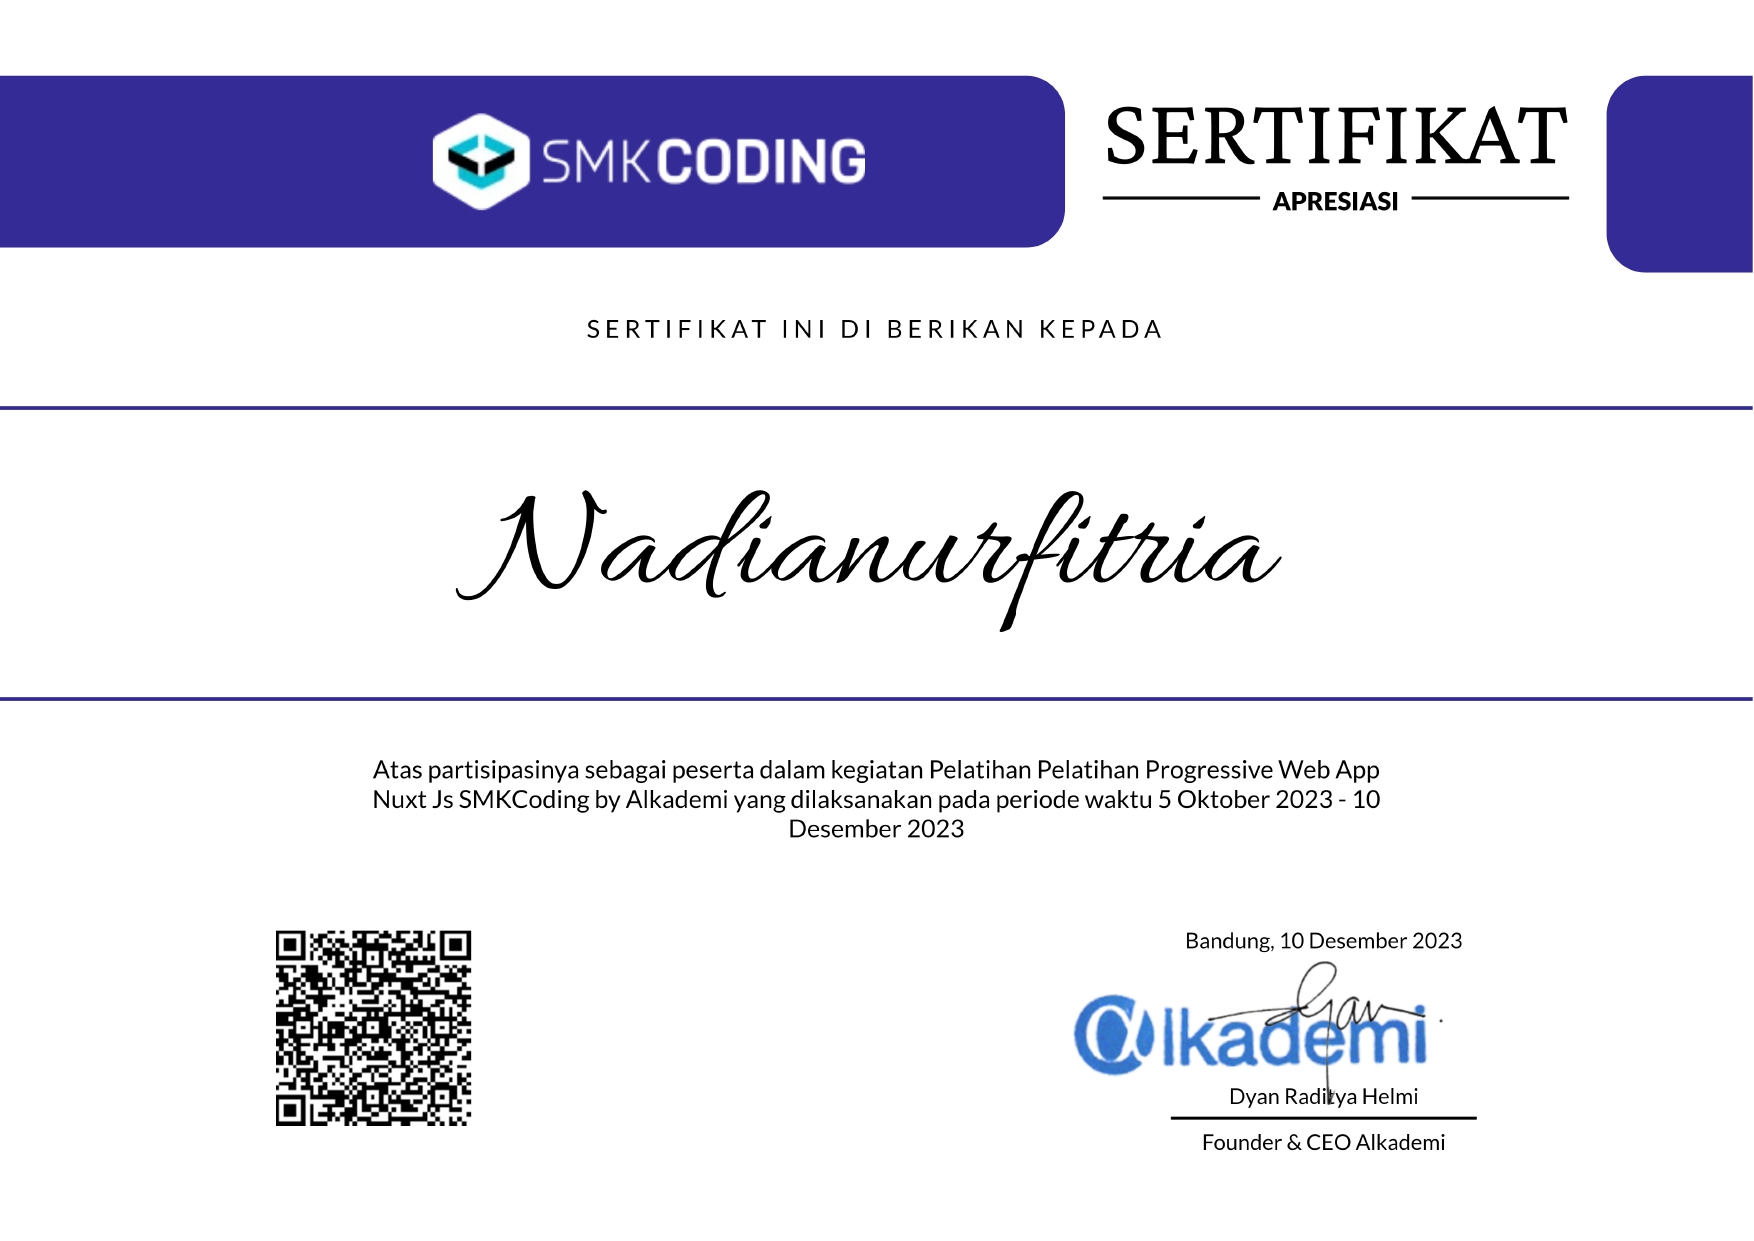 SMKCODING
SERTIFIKAT
APRESIASI
SERTIFIKAT INI DI BERIKAN KEPADA
Nadianurfitria
Atas partisipasinya sebagai peserta dalam kegiatan Pelatihan Pelatihan Progressive Web App
Nuxt Js SMKCoding by Alkademi yang dilaksanakan pada periode waktu 5 Oktober 2023 - 10
Desember 2023
Bandung, 10 Desember 2023
alkademi
Dyan Raditya Helmi
Founder & CEO Alkademi